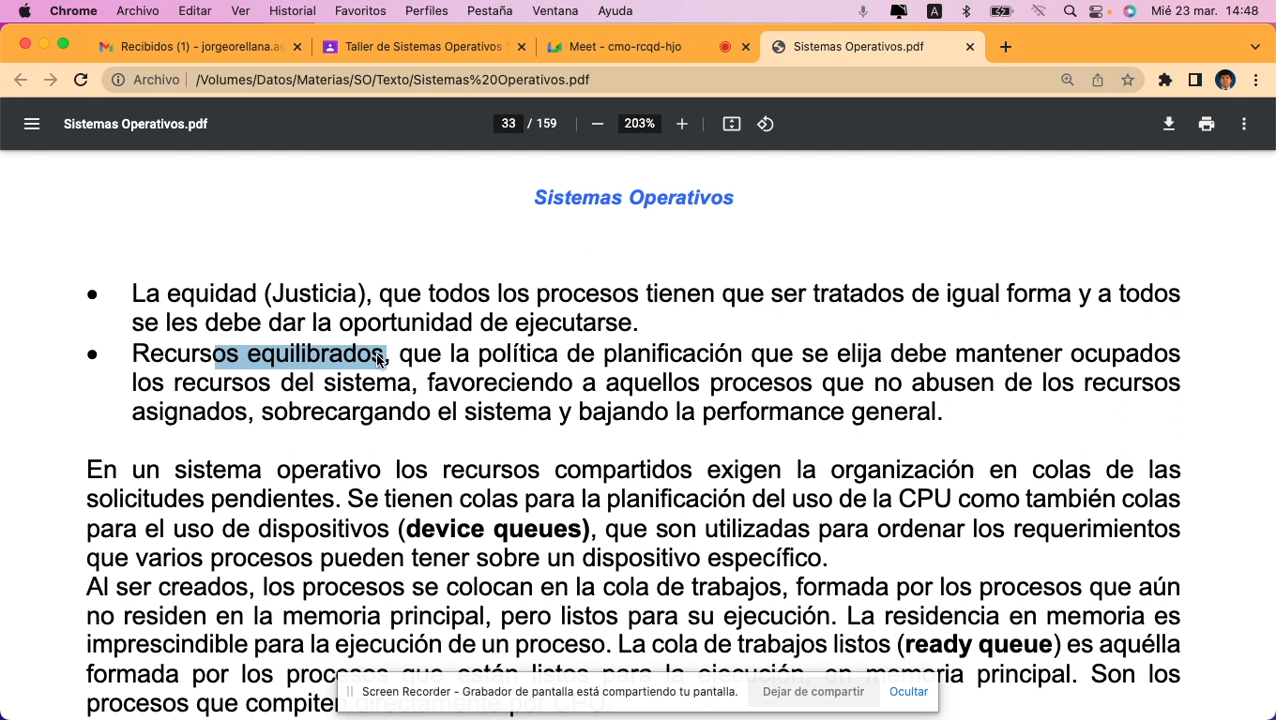 Chrome Archivo Editar Ver Historial Favoritos Perfiles Pestaña Ventana Ayuda A Mié 23 mar. 14:48
Recibidos (1) - jorgeorellana.a Taller de Sistemas Operativos Meet - cmo-rcqd-hjo Sistemas Operativos.pdf
Archivo /Volumes/Datos/Materias/SO/Texto/Sistemas%20Operativos.pdf
Sistemas Operativos.pdf 33 / 159 203%
Sistemas Operativos
• La equidad (Justicia), que todos los procesos tienen que ser tratados de igual forma y a todos
se les debe dar la oportunidad de ejecutarse.
• Recursos equilibrados, que la política de planificación que se elija debe mantener ocupados
los recursos del sistema, favoreciendo a aquellos procesos que no abusen de los recursos
asignados, sobrecargando el sistema y bajando la performance general.
En un sistema operativo los recursos compartidos exigen la organización en colas de las
solicitudes pendientes. Se tienen colas para la planificación del uso de la CPU como también colas
para el uso de dispositivos (device queues), que son utilizadas para ordenar los requerimientos
que varios procesos pueden tener sobre un dispositivo específico.
Al ser creados, los procesos se colocan en la cola de trabajos, formada por los procesos que aún
no residen en la memoria principal, pero listos para su ejecución. La residencia en memoria es
imprescindible para la ejecución de un proceso. La cola de trabajos listos (ready queue) es aquélla
formada por los procesos que están listos para la ejecución, en memoria principal. Son los
procesos que compiten directamente por CPU.
Screen Recorder - Grabador de pantalla está compartiendo tu pantalla. Dejar de compartir Ocultar